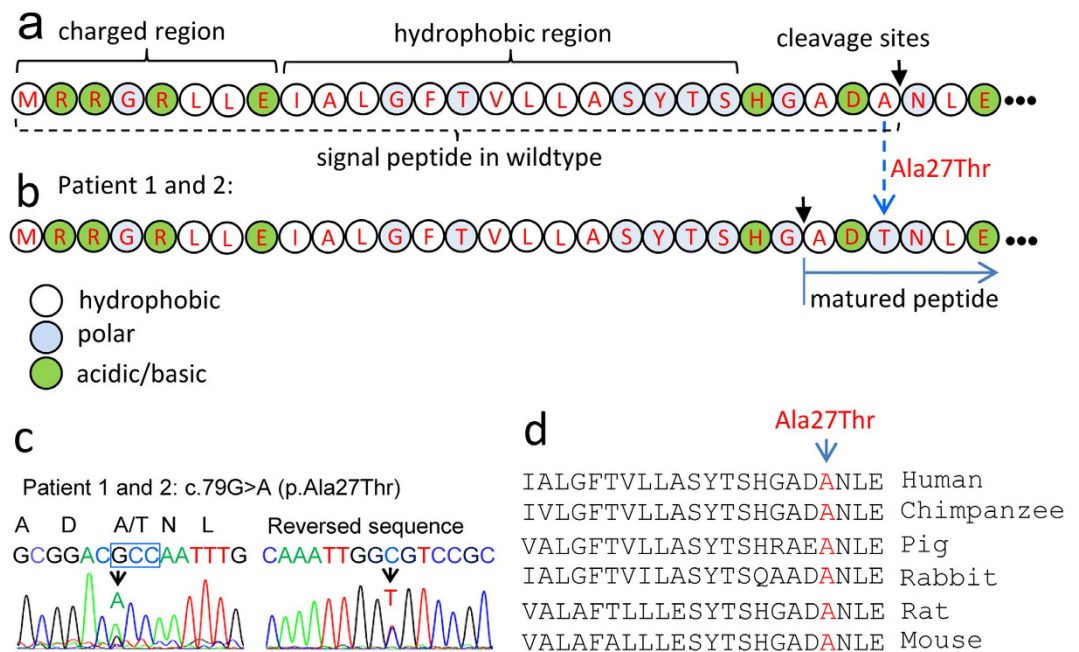 a
charged region
hydrophobic region
cleavage sites
M R R G R L L E I A L G F T V L L A S Y T S H G A D A N L E •••
signal peptide in wildtype
Ala27Thr
b
Patient 1 and 2:
M R R G R L L E I A L G F T V L L A S Y T S H G A D T N L E •••
hydrophobic
matured peptide
polar
acidic/basic
c
Patient 1 and 2: c.79G>A (p.Ala27Thr)
A D A/T N L
Reversed sequence
GCGGACGCCAATTTG
CAAATTGGCGTCCGC
A
T
d
Ala27Thr
IALGFTVLLASYTSHGADANLE Human
IVLGFTVLLASYTSHGADANLE Chimpanzee
VALGFTVLLASYTSHRAEANLE Pig
IALGFTVILASYTSQAADANLE Rabbit
VALAFTLLLESYTSHGADANLE Rat
VALAFALLLESYTSHGADANLE Mouse